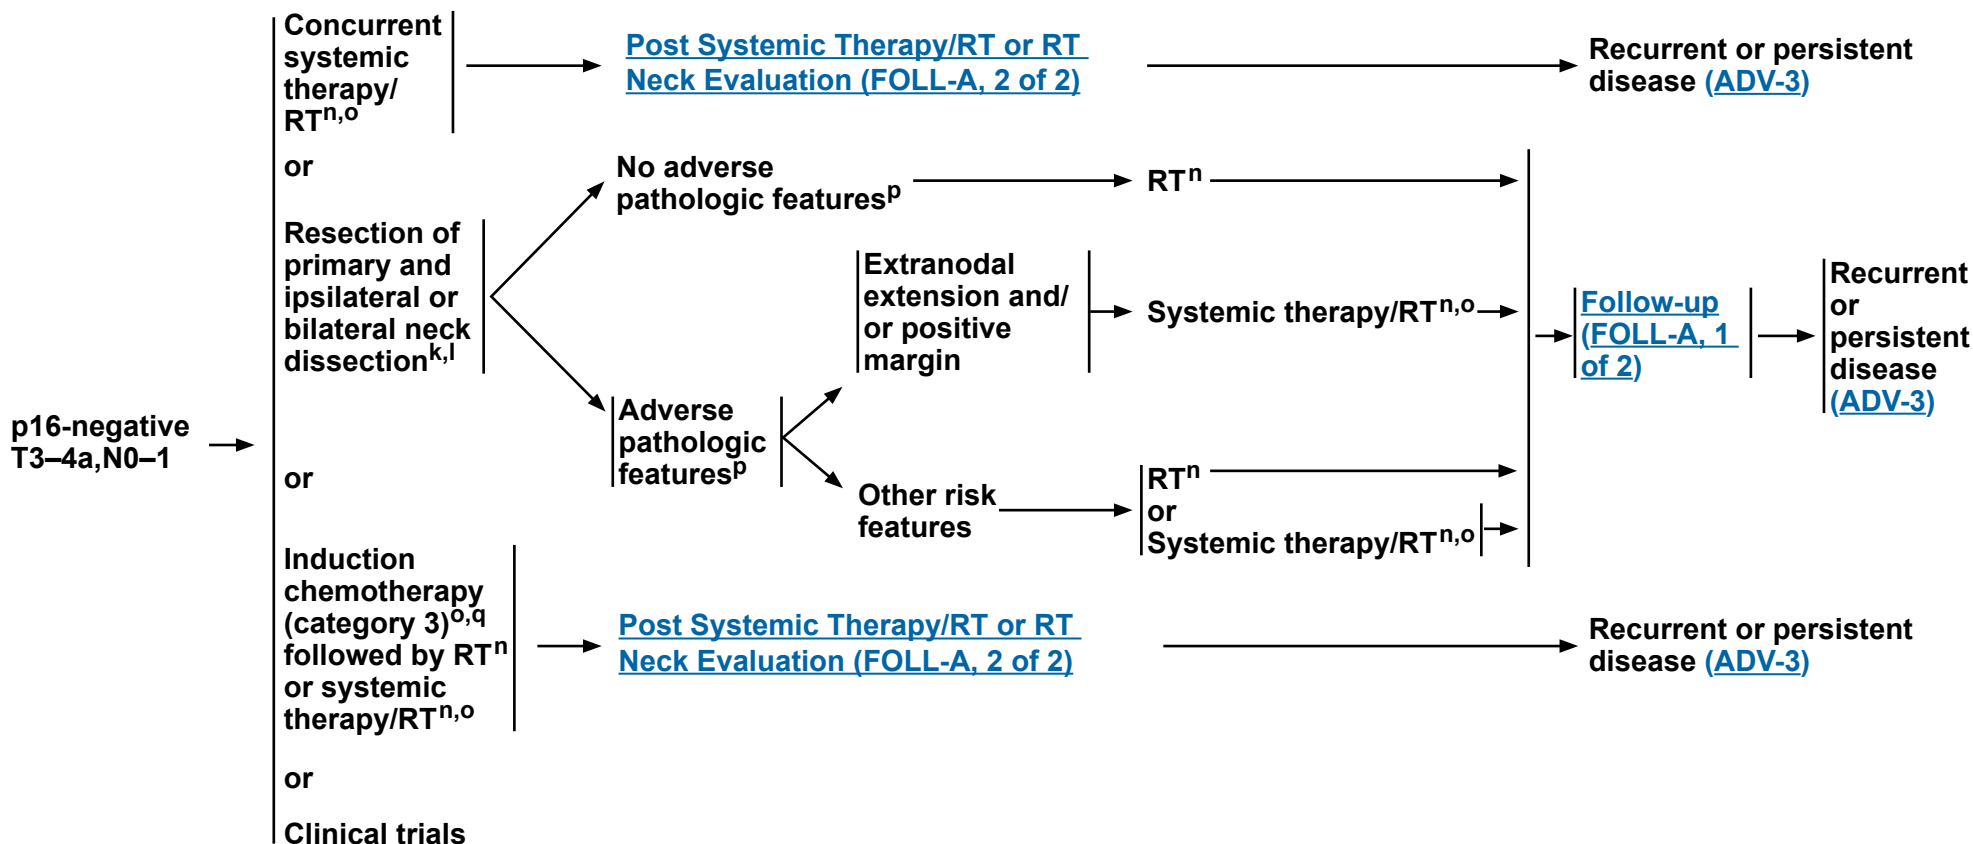 p16-negative
T3–4a,N0–1
Concurrent
systemic
therapy/
RTn,o
or
Resection of
primary and
ipsilateral or
bilateral neck
dissectionk,l
or
Induction
chemotherapy
(category 3)o,q
followed by RTn
or systemic
therapy/RTn,o
or
Clinical trials
Post Systemic Therapy/RT or RT
Neck Evaluation (FOLL-A, 2 of 2)
Recurrent or persistent
disease (ADV-3)
No adverse
pathologic featuresp
RTn
Adverse
pathologic
featuresp
Extranodal
extension and/
or positive
margin
Systemic therapy/RTn,o
Other risk
features
RTn
or
Systemic therapy/RTn,o
Follow-up
(FOLL-A, 1
of 2)
Recurrent
or
persistent
disease
(ADV-3)
Post Systemic Therapy/RT or RT
Neck Evaluation (FOLL-A, 2 of 2)
Recurrent or persistent
disease (ADV-3)